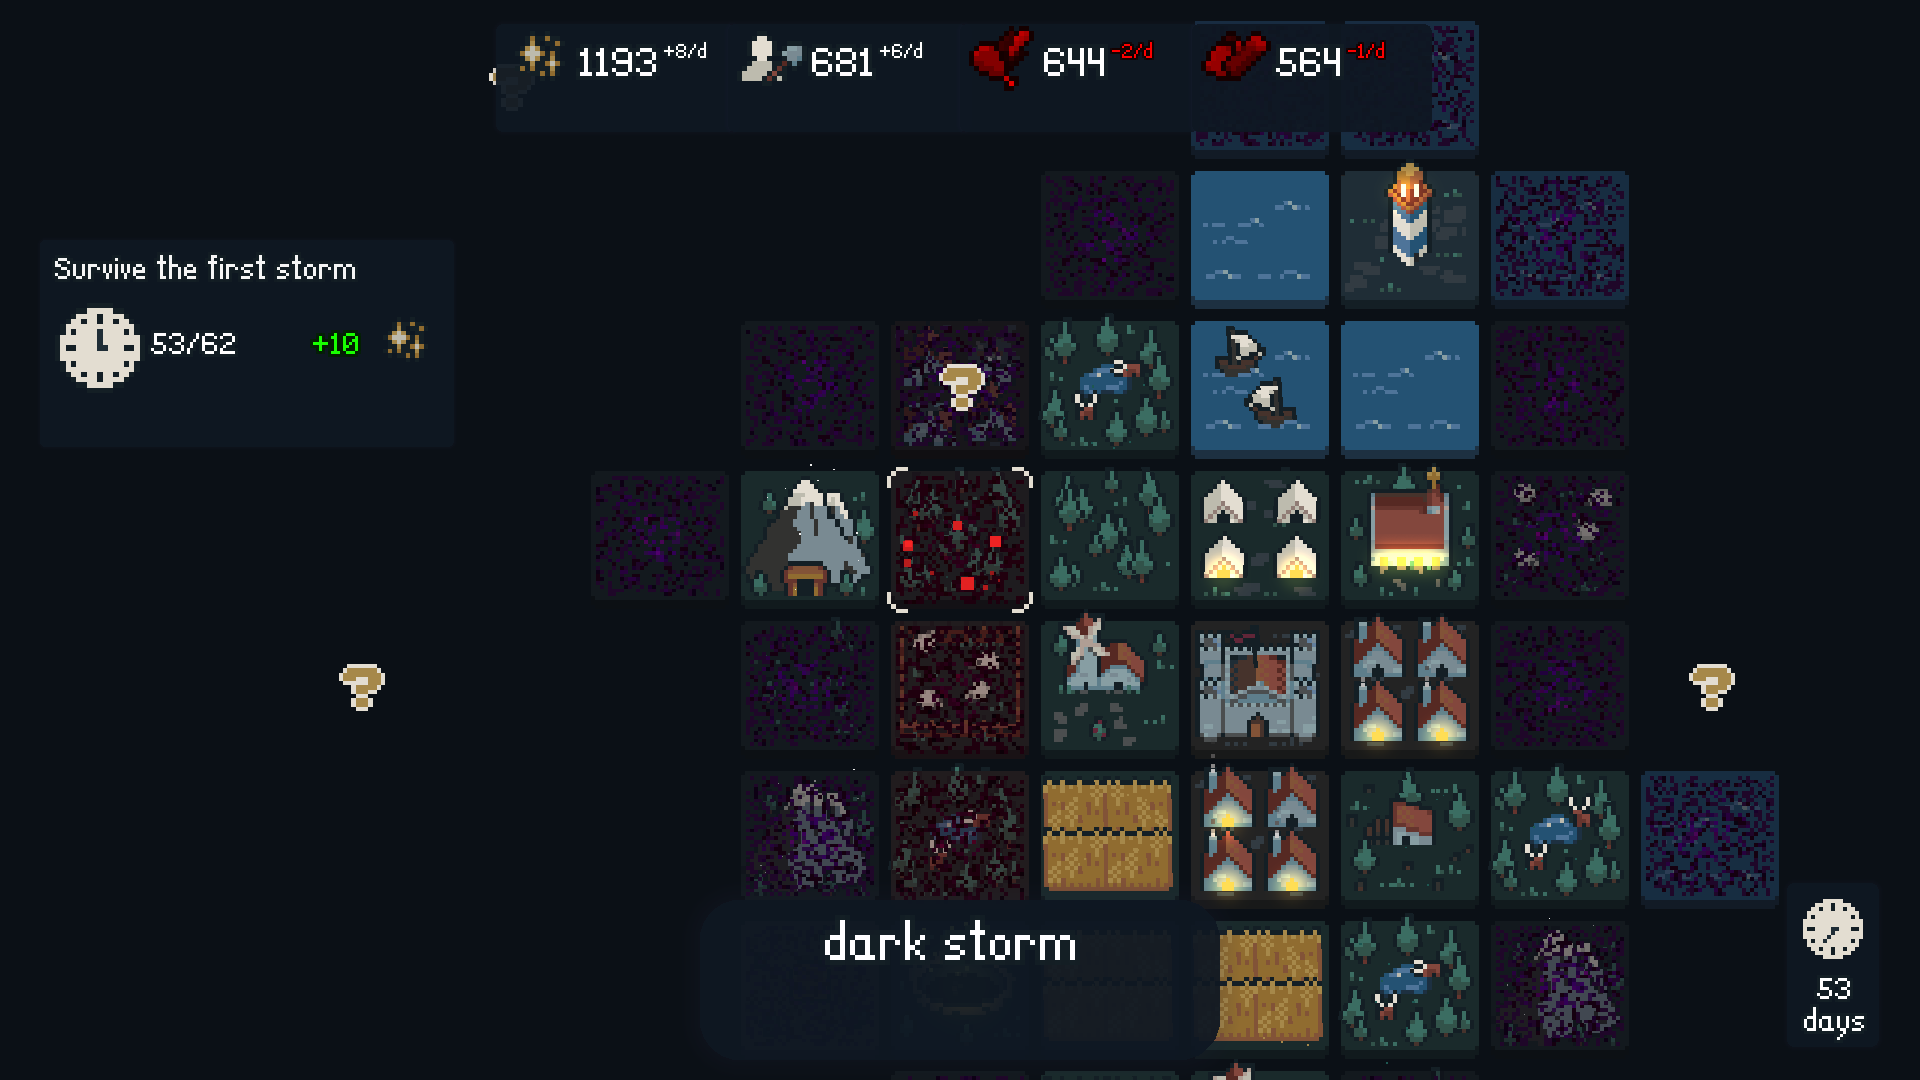 1193 +8/d 681 +6/d 644 -2/d 564 -1/d
Survive the first storm
53/62 +10
?
?
?
dark storm
53
days